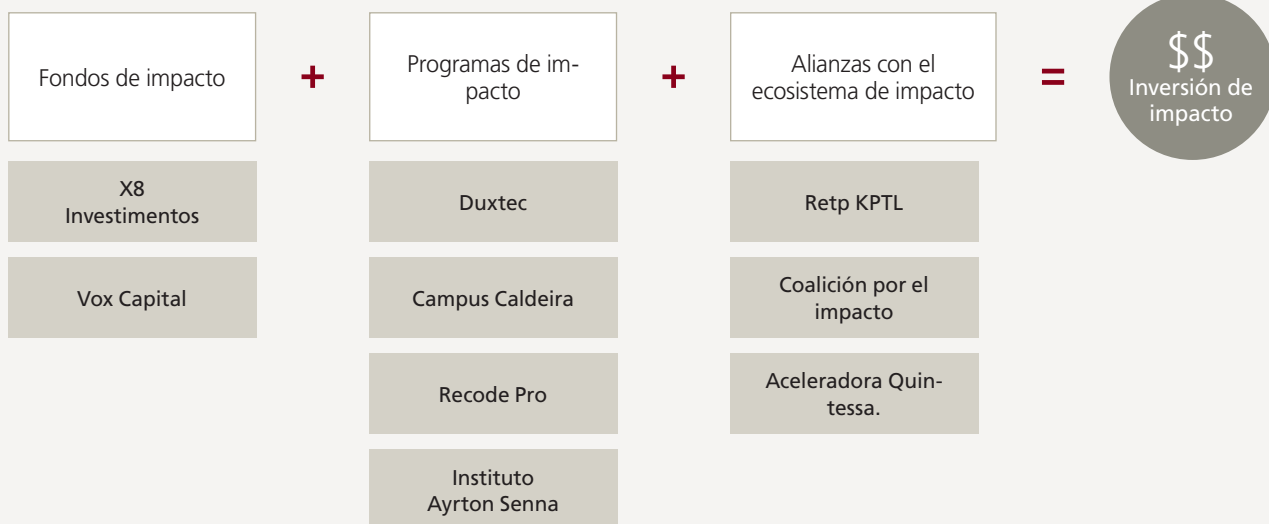 Fondos de impacto
+
Programas de im-
pacto
+
Alianzas con el
ecosistema de impacto
=
$$
Inversión de
impacto
X8
Investimentos
Vox Capital
Duxtec
Campus Caldeira
Recode Pro
Instituto
Ayrton Senna
Retp KPTL
Coalición por el
impacto
Aceleradora Quin-
tessa.